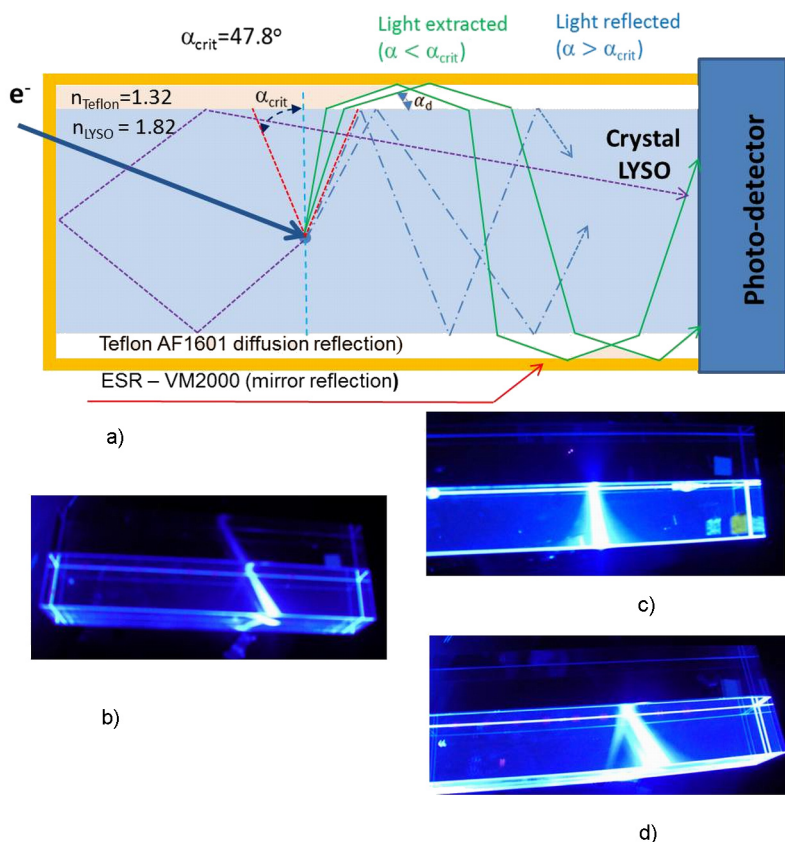 α_crit=47.8°
Light extracted
(α < α_crit)
Light reflected
(α > α_crit)
e⁻
n_Teflon=1.32
n_LYSO = 1.82
α_crit
α_d
Crystal
LYSO
Photo-detector
Teflon AF1601 diffusion reflection)
ESR – VM2000 (mirror reflection)
a)
b)
c)
d)